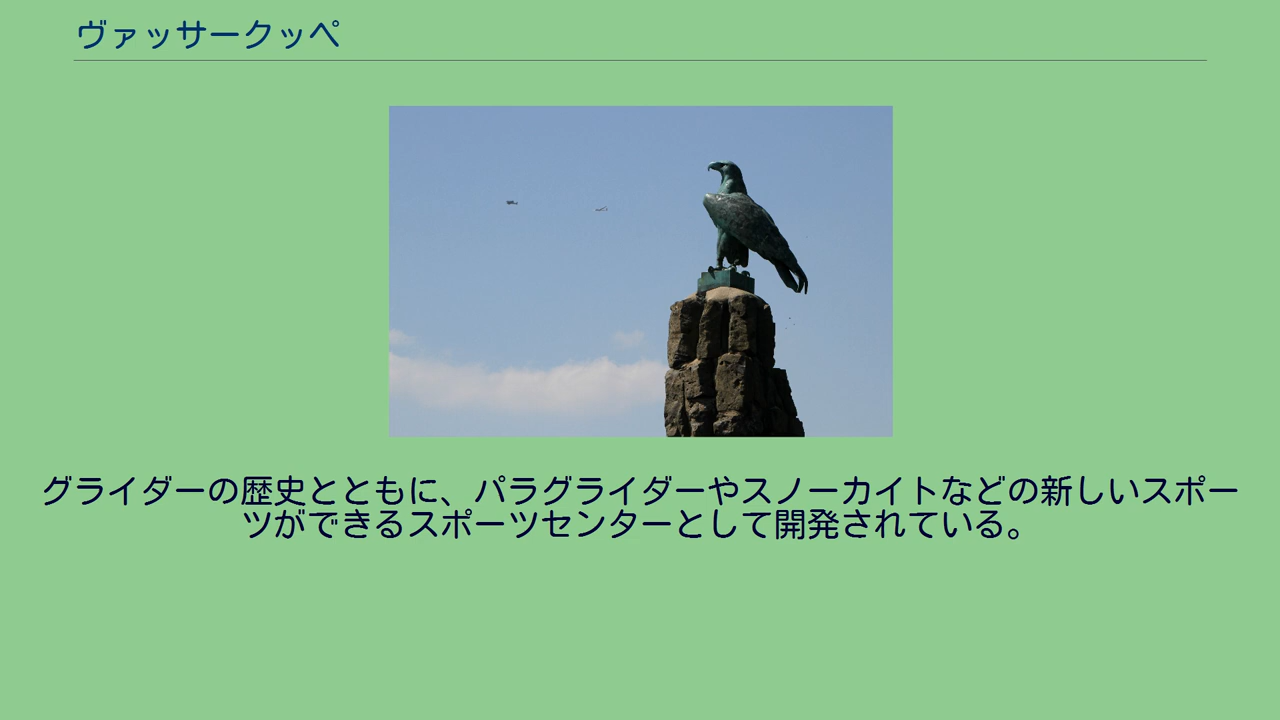 ヴァッサークッペ
グライダーの歴史とともに、パラグライダーやスノーカイトなどの新しいスポー
ツができるスポーツセンターとして開発されている。